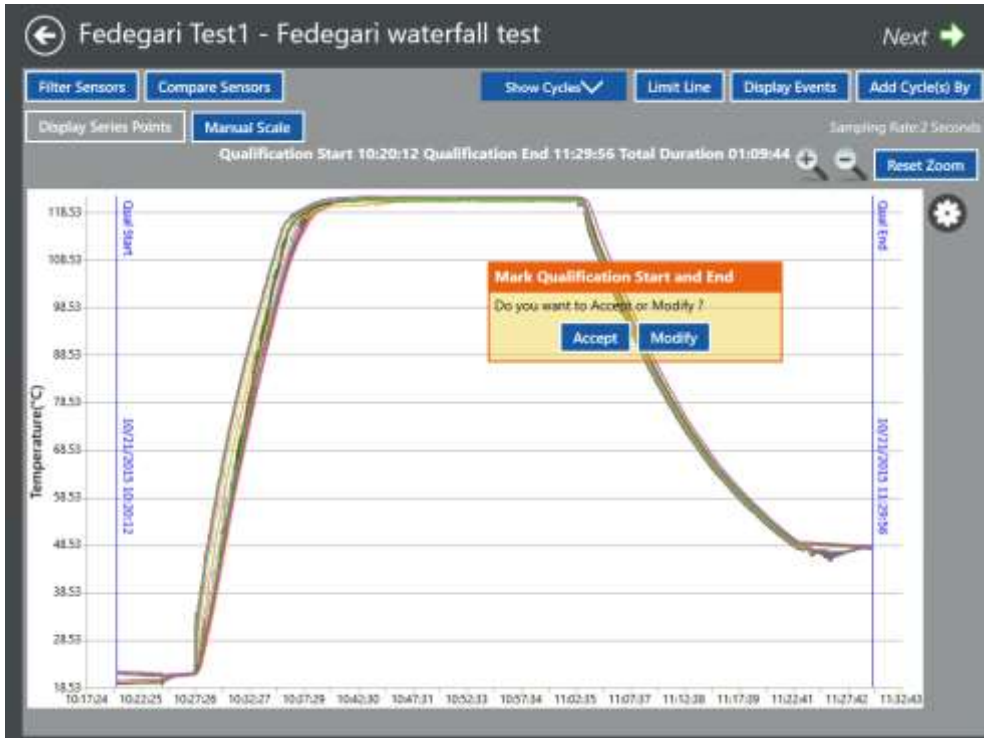 Fedegari Test1 - Fedegari waterfall test
Next
Filter Sensors
Compare Sensors
Show Cycles
Limit Line
Display Events
Add Cycle(s) By
Display Series Points
Manual Scale
Sampling Rate:2 Seconds
Qualification Start 10:20:12 Qualification End 11:29:56 Total Duration 01:09:44
Reset Zoom
118.53
108.53
98.53
88.53
78.53
68.53
58.53
48.53
38.53
28.53
18.53
Temperature(°C)
Qual Start
10/21/2015 10:20:12
Qual End
10/21/2015 11:29:56
Mark Qualification Start and End
Do you want to Accept or Modify ?
Accept
Modify
10:17:24 10:22:25 10:27:26 10:32:27 10:37:29 10:42:30 10:47:31 10:52:33 10:57:34 11:02:35 11:07:37 11:12:38 11:17:39 11:22:41 11:27:42 11:32:43